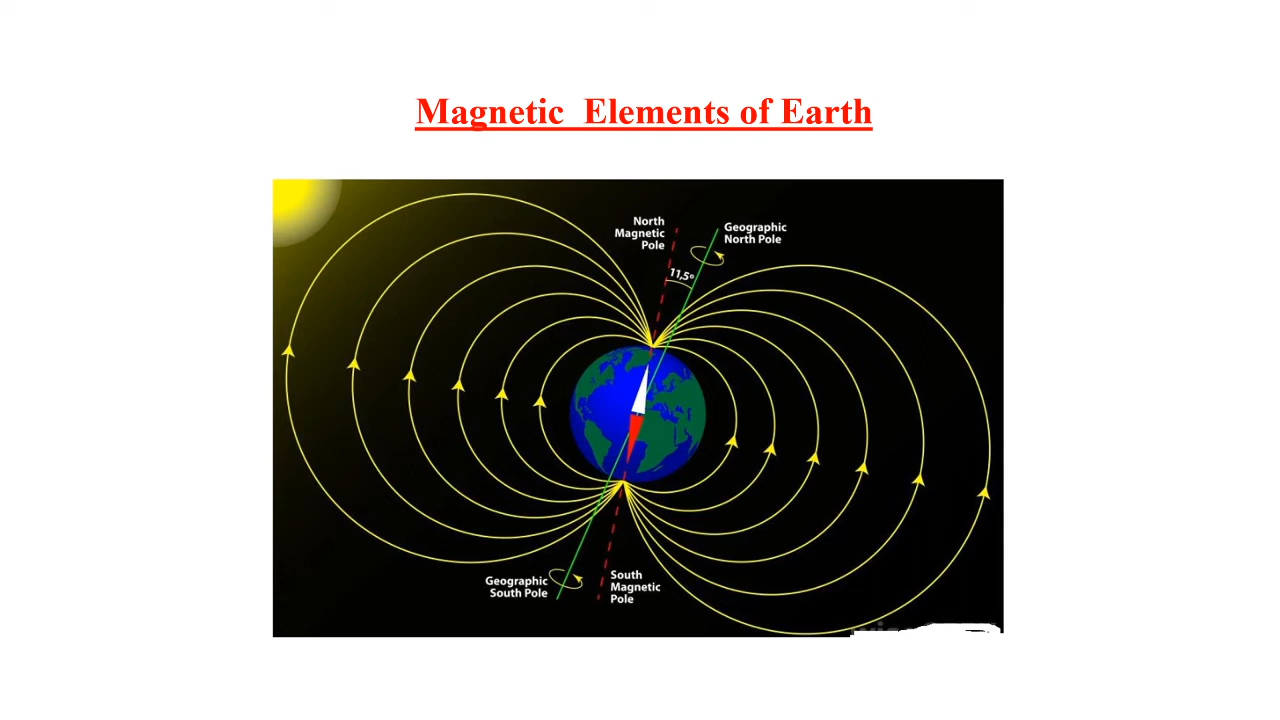 Magnetic  Elements of Earth
North
Magnetic
Pole
Geographic
North Pole
11,5°
Geographic
South Pole
South
Magnetic
Pole